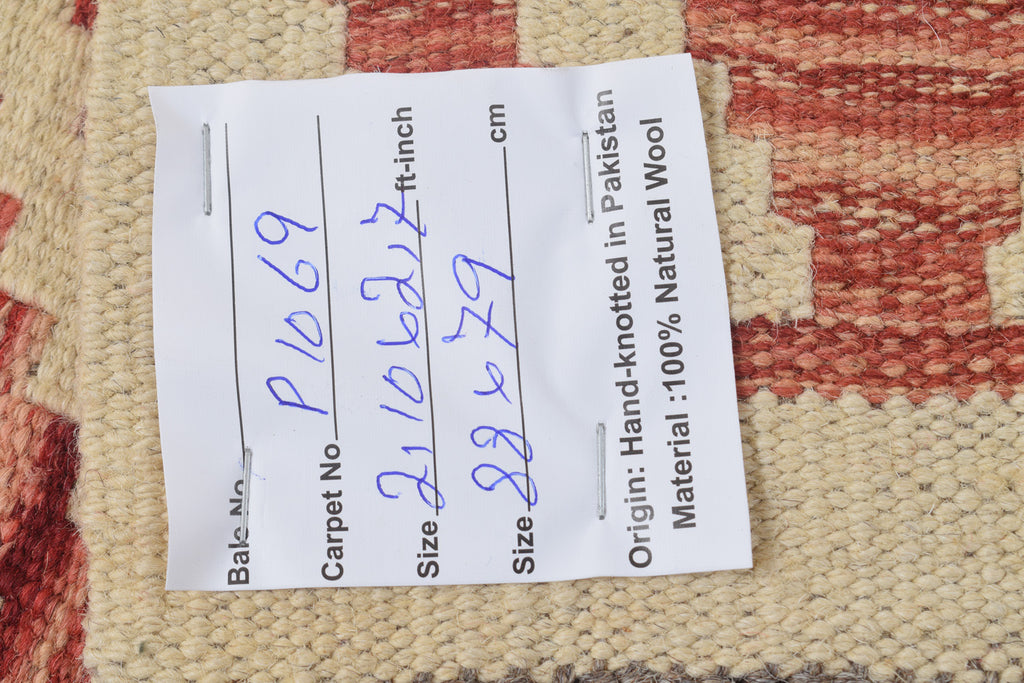 Bale No
Carpet No P1069
Size 2,10x2,7 ft-inch
Size 88x79 cm
Origin: Hand-knotted in Pakistan
Material :100% Natural Wool